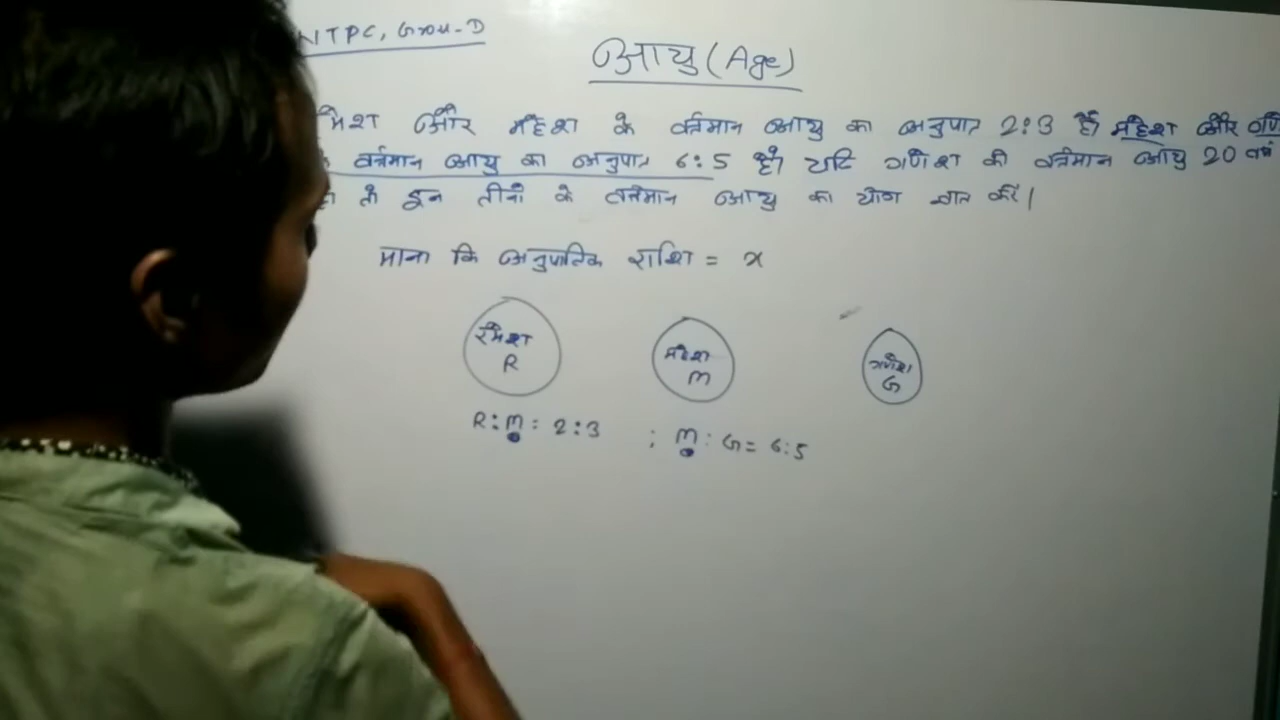 NTPC, Grou-D
आयु (Age)
मेश और महेश के वर्तमान आयु का अनुपात 2:3 है। महेश और
वर्तमान आयु का अनुपात 6:5 है। यदि गणेश की वर्तमान आयु 20 वर्ष
तो इन तीनों के वर्तमान आयु का योग ज्ञात करें।
माना कि अनुपातिक राशि = x
रमेश
R
महेश
M
गणेश
G
R:M = 2:3 ; M:G = 6:5